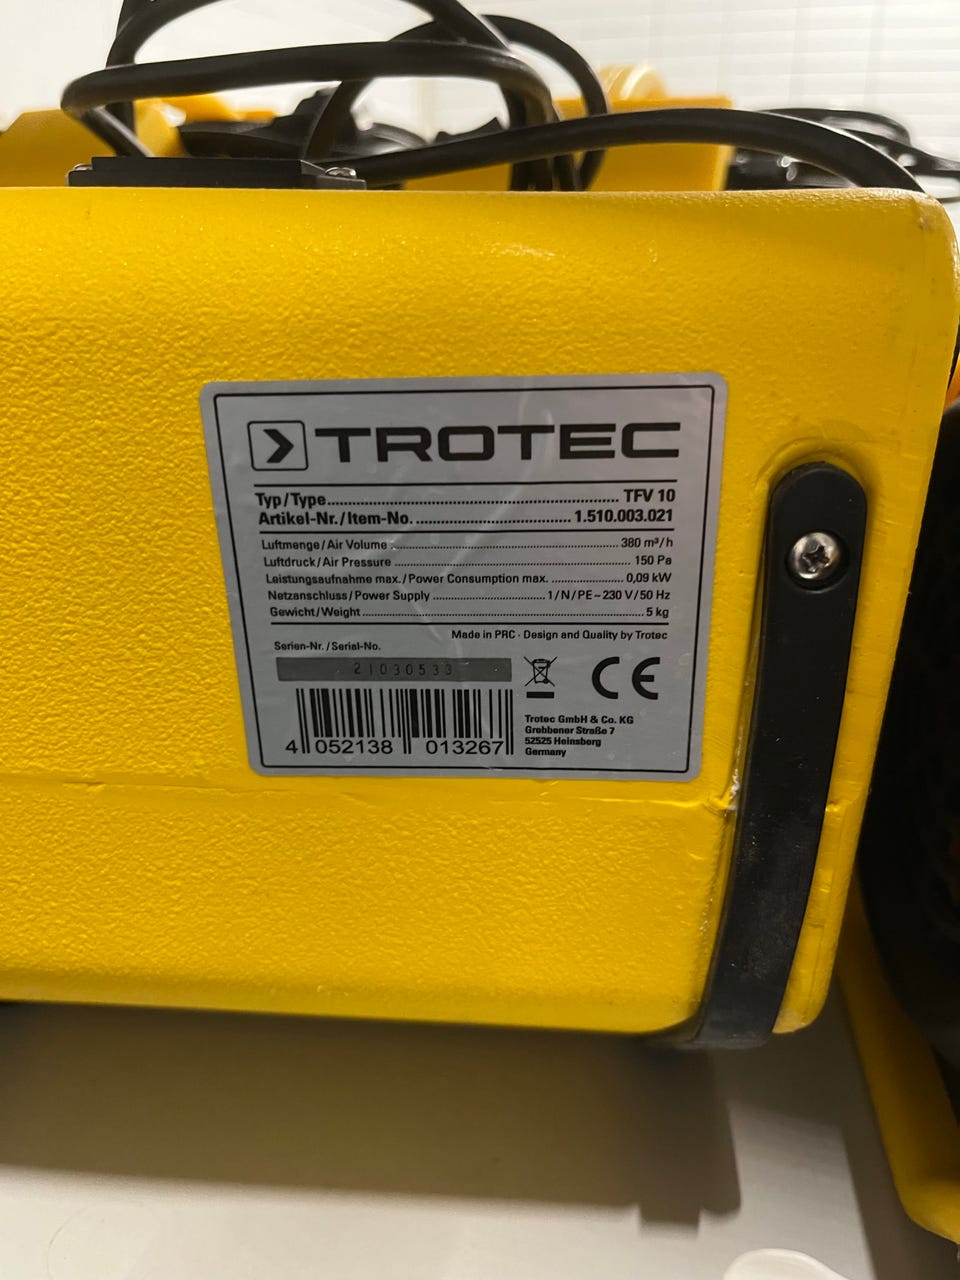 TROTEC
Typ/Type........ TFV 10
Artikel-Nr./Item-No. ........ 1.510.003.021
Luftmenge/Air Volume ........ 380 m³/h
Luftdruck/Air Pressure ........ 150 Pa
Leistungsaufnahme max./Power Consumption max. ........ 0,09 kW
Netzanschluss/Power Supply ........ 1/N/PE~230 V/50 Hz
Gewicht/Weight ........ 5 kg
Made in PRC · Design and Quality by Trotec
Serien-Nr./Serial-No.
21030533
CE
4 052138 013267
Trotec GmbH & Co. KG
Grebbener Straße 7
52525 Heinsberg
Germany